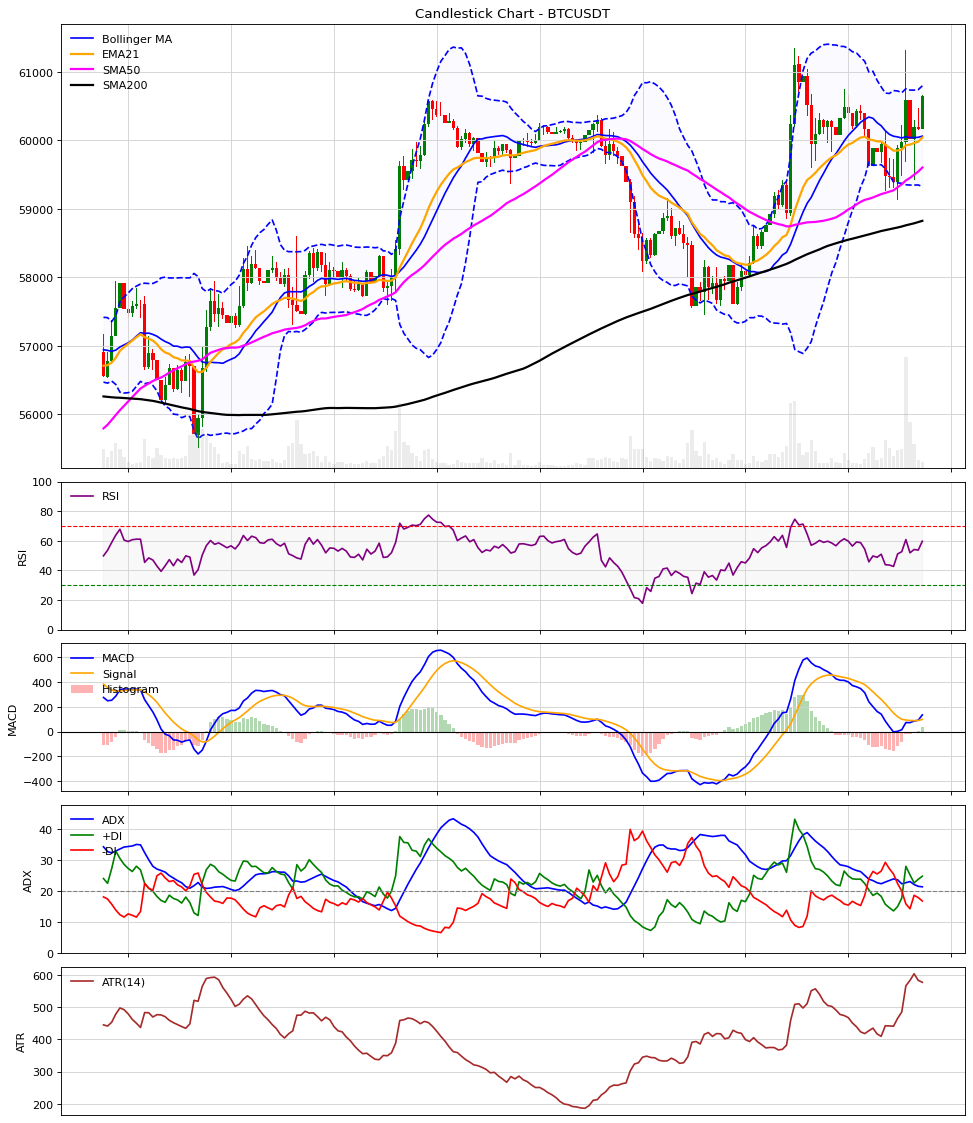 Candlestick Chart - BTCUSDT
Bollinger MA
EMA21
SMA50
SMA200
61000
60000
59000
58000
57000
56000
RSI
100
80
60
40
20
0
RSI
MACD
Signal
Histogram
600
400
200
0
−200
−400
MACD
ADX
+DI
-DI
40
30
20
10
0
ADX
ATR(14)
600
500
400
300
200
ATR